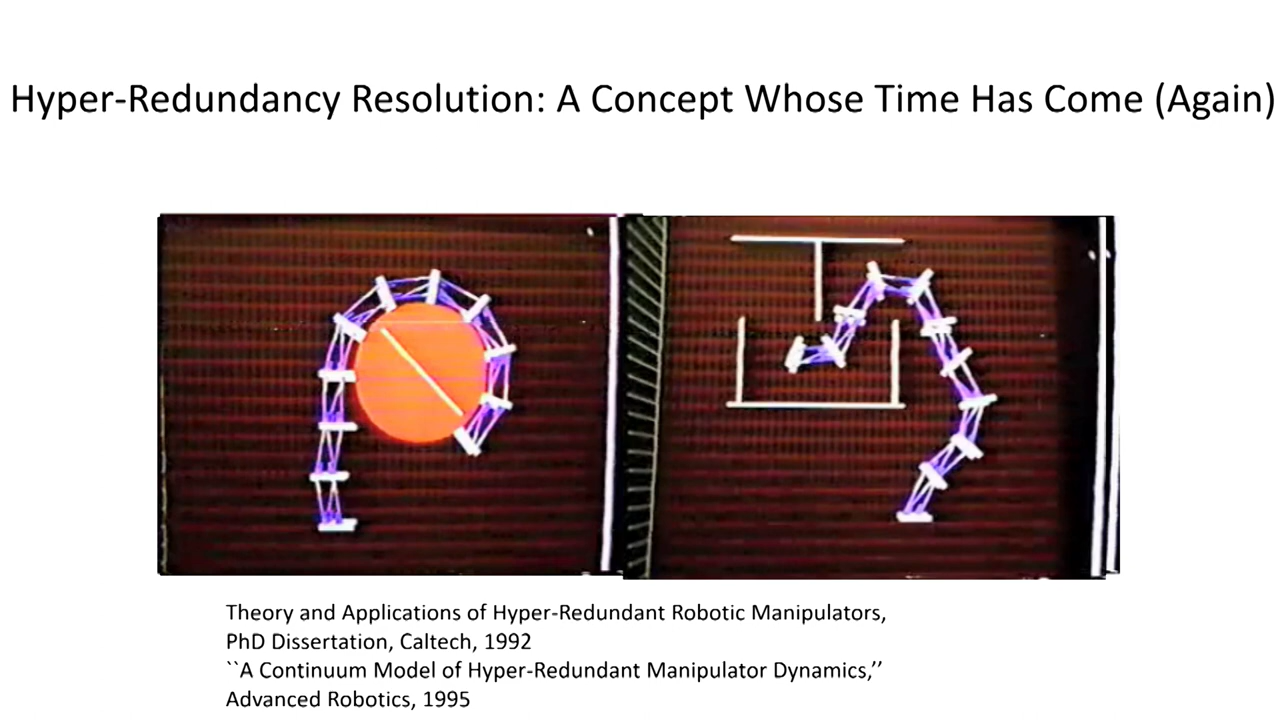 Hyper-Redundancy Resolution: A Concept Whose Time Has Come (Again)
Theory and Applications of Hyper-Redundant Robotic Manipulators,
PhD Dissertation, Caltech, 1992
``A Continuum Model of Hyper-Redundant Manipulator Dynamics,’’
Advanced Robotics, 1995